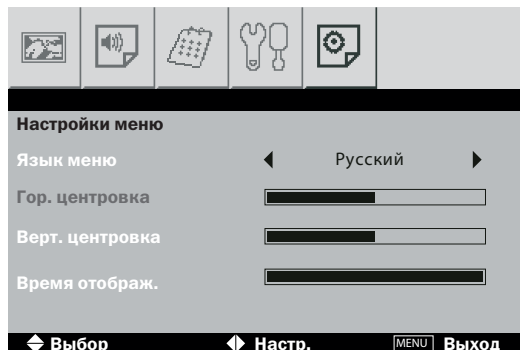 Настройки меню
Язык меню Русский
Гор. центровка
Верт. центровка
Время отображ.
Выбор Настр. MENU Выход